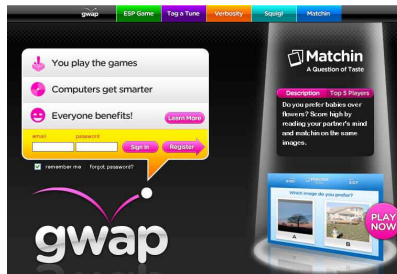 gwap
ESP Game
Tag a Tune
Verbosity
Squigl
Matchin
You play the games
Computers get smarter
Everyone benefits!
Learn More
email
password
Sign In
Register
remember me
forgot password?
gwap
Matchin
A Question of Taste
Description
Top 5 Players
Do you prefer babies over
flowers? Score high by
reading your partner's mind
and matchin on the same
images.
Which image do you prefer?
A
B
PLAY
NOW